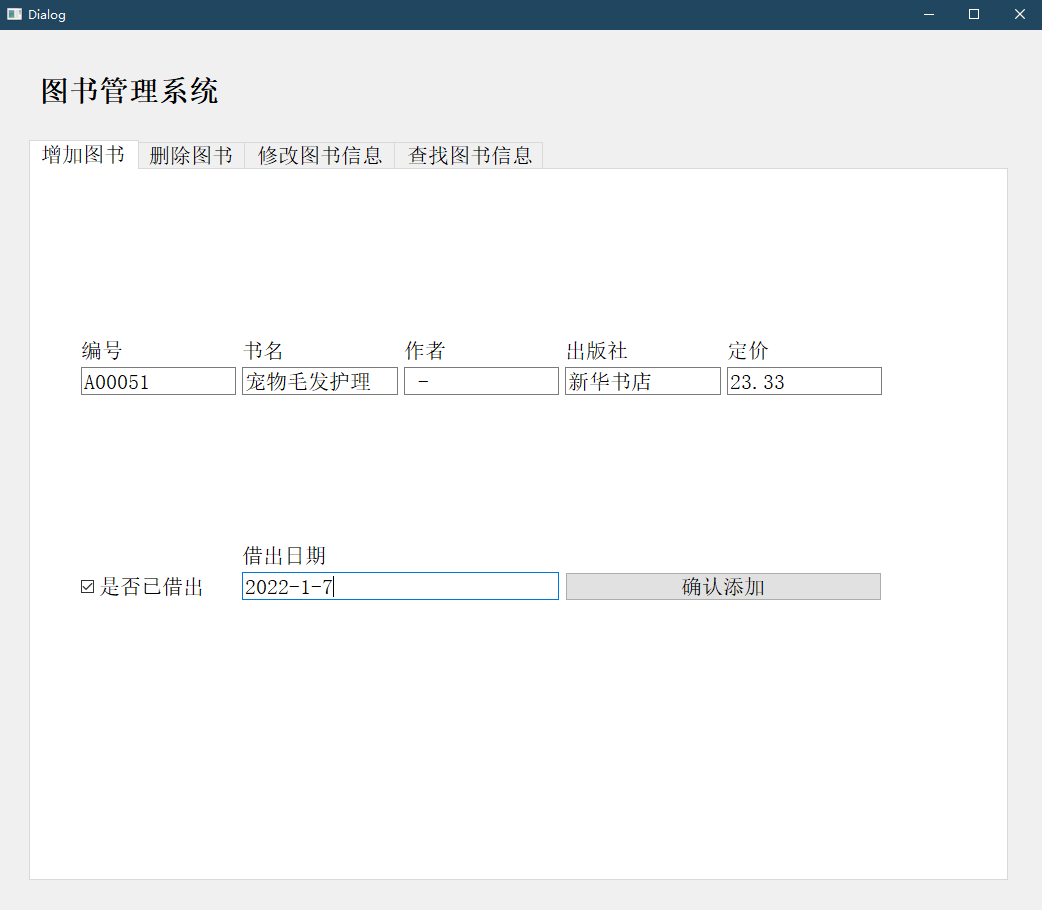 Dialog
图书管理系统
增加图书 删除图书 修改图书信息 查找图书信息
编号 书名 作者 出版社 定价
A00051 宠物毛发护理 - 新华书店 23.33
借出日期
是否已借出 2022-1-7 确认添加